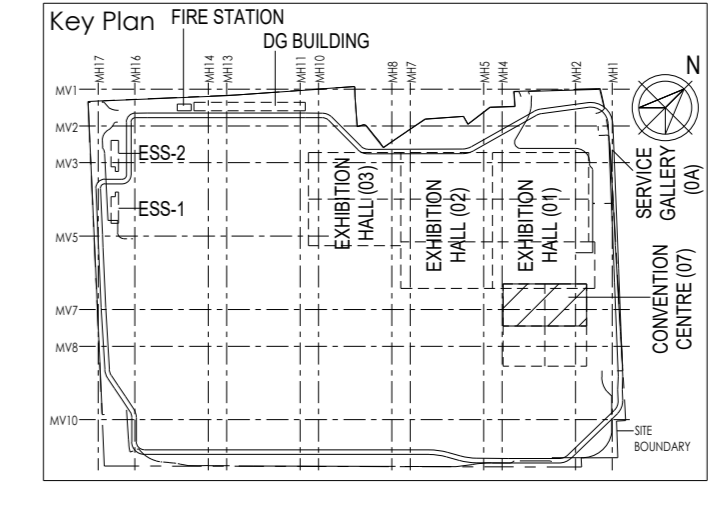 Key Plan
FIRE STATION
DG BUILDING
N
MH17
MH16
MH14
MH13
MH11
MH10
MH8
MH7
MH5
MH4
MH2
MH1
MV1
MV2
MV3
MV5
MV7
MV8
MV10
ESS-2
ESS-1
EXHIBITION
HALL (03)
EXHIBITION
HALL (02)
EXHIBITION
HALL (01)
SERVICE
GALLERY
(0A)
CONVENTION
CENTRE (07)
SITE
BOUNDARY